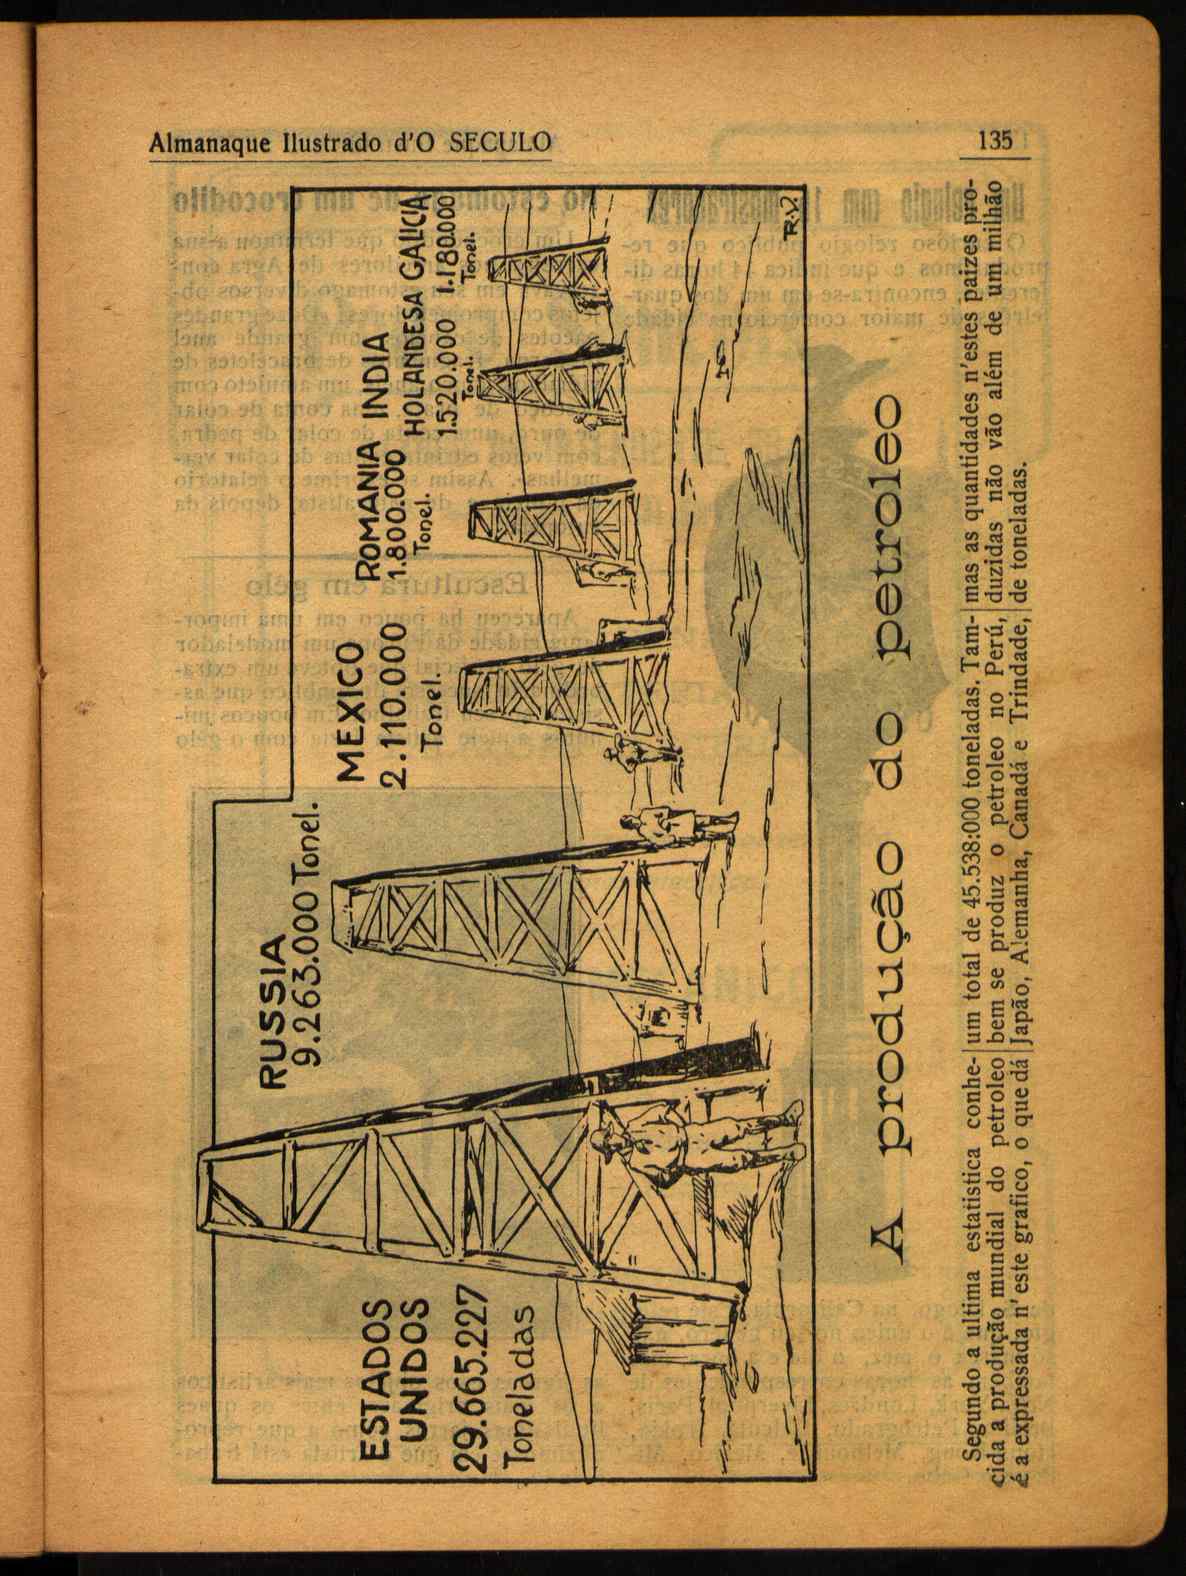 Almanaque Ilustrado d'O SECULO
135
ESTADOS
UNIDOS
29.665.227
Toneladas
RUSSIA
9.263.000 Tonel.
MEXICO
2.110.000
Tonel.
ROMANIA
1.800.000
Tonel.
INDIA
HOLANDESA
1.520.000
Tonel.
GALICIA
1.180.000
Tonel.
R.V.
A produção do petroleo
Segundo a ultima estatistica conhe-
cida a produção mundial do petroleo
é a expressada n'este grafico, o que dá
um total de 45.538:000 toneladas. Tam-
bem se produz o petroleo no Perú,
Japão, Alemanha, Canadá e Trindade,
mas as quantidades n'estes paizes pro-
duzidas não vão além de um milhão
de toneladas.